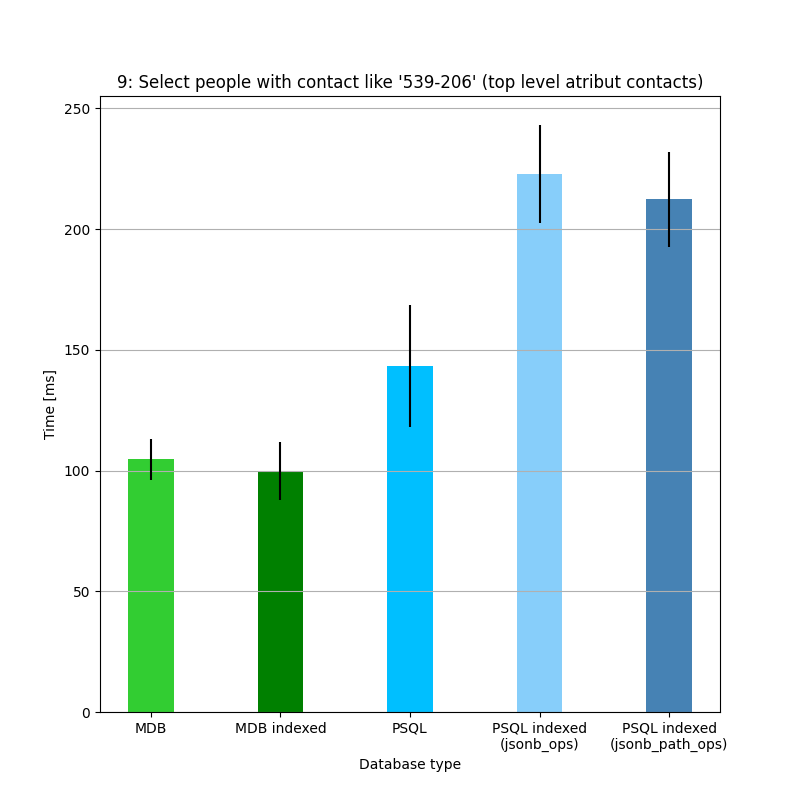 9: Select people with contact like '539-206' (top level atribut contacts)
250
200
150
100
50
0
Time [ms]
MDB
MDB indexed
PSQL
PSQL indexed
(jsonb_ops)
PSQL indexed
(jsonb_path_ops)
Database type